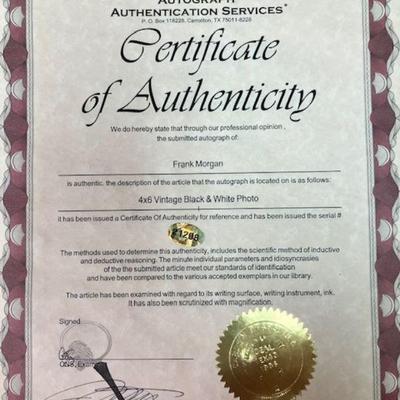 AUTOGRAPH
AUTHENTICATION SERVICES
P. O. Box 118228, Carrollton, TX 75011-8228
Certificate
of Authenticity
We do hereby state that through our professional opinion ,
the submitted autograph of:
Frank Morgan
is authentic. the description of the article that the autograph is located on is as follows:
4x6 Vintage Black & White Photo
it has been issued a Certificate Of Authenticity for reference and has been issued the serial #
The methods used to determine this authenticity, includes the scientific method of inductive
and deductive reasoning. The minute individual parameters and idiosyncrasies
of the the submitted article meet our standards of identification
and have been compared to the various accepted exemplars in our library.
The article has been examined with regard to its writing surface, writing instrument, ink.
It has also been scrutinized with magnification.
Signed